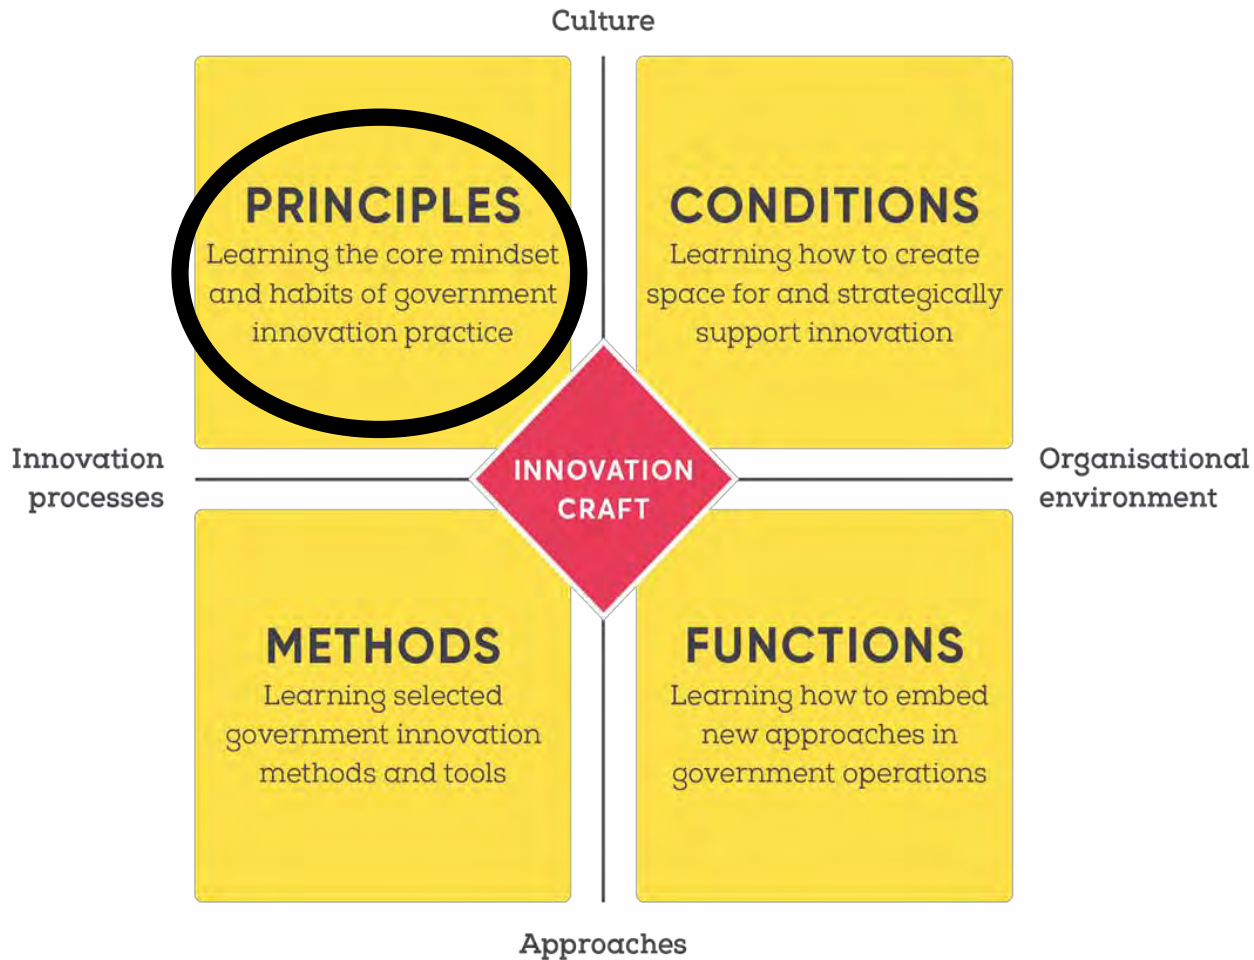 Culture
PRINCIPLES
Learning the core mindset
and habits of government
innovation practice
CONDITIONS
Learning how to create
space for and strategically
support innovation
Innovation
processes
INNOVATION
CRAFT
Organisational
environment
METHODS
Learning selected
government innovation
methods and tools
FUNCTIONS
Learning how to embed
new approaches in
government operations
Approaches